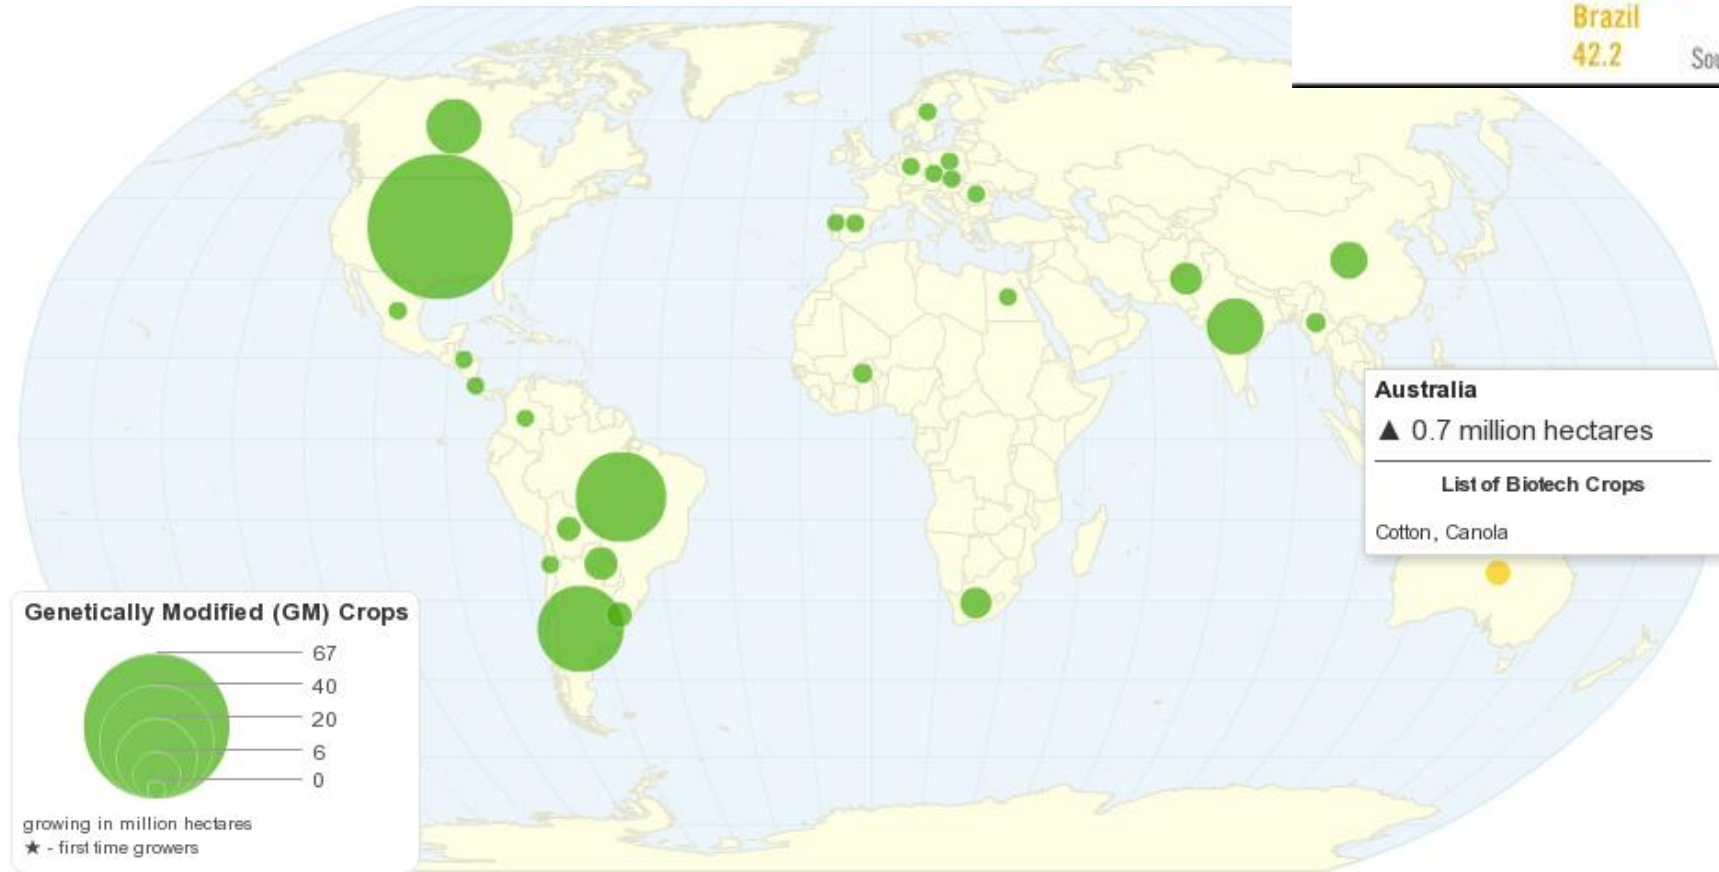 Brazil
42.2
Australia
▲ 0.7 million hectares
List of Biotech Crops
Cotton, Canola
Genetically Modified (GM) Crops
67
40
20
6
0
growing in million hectares
★ - first time growers